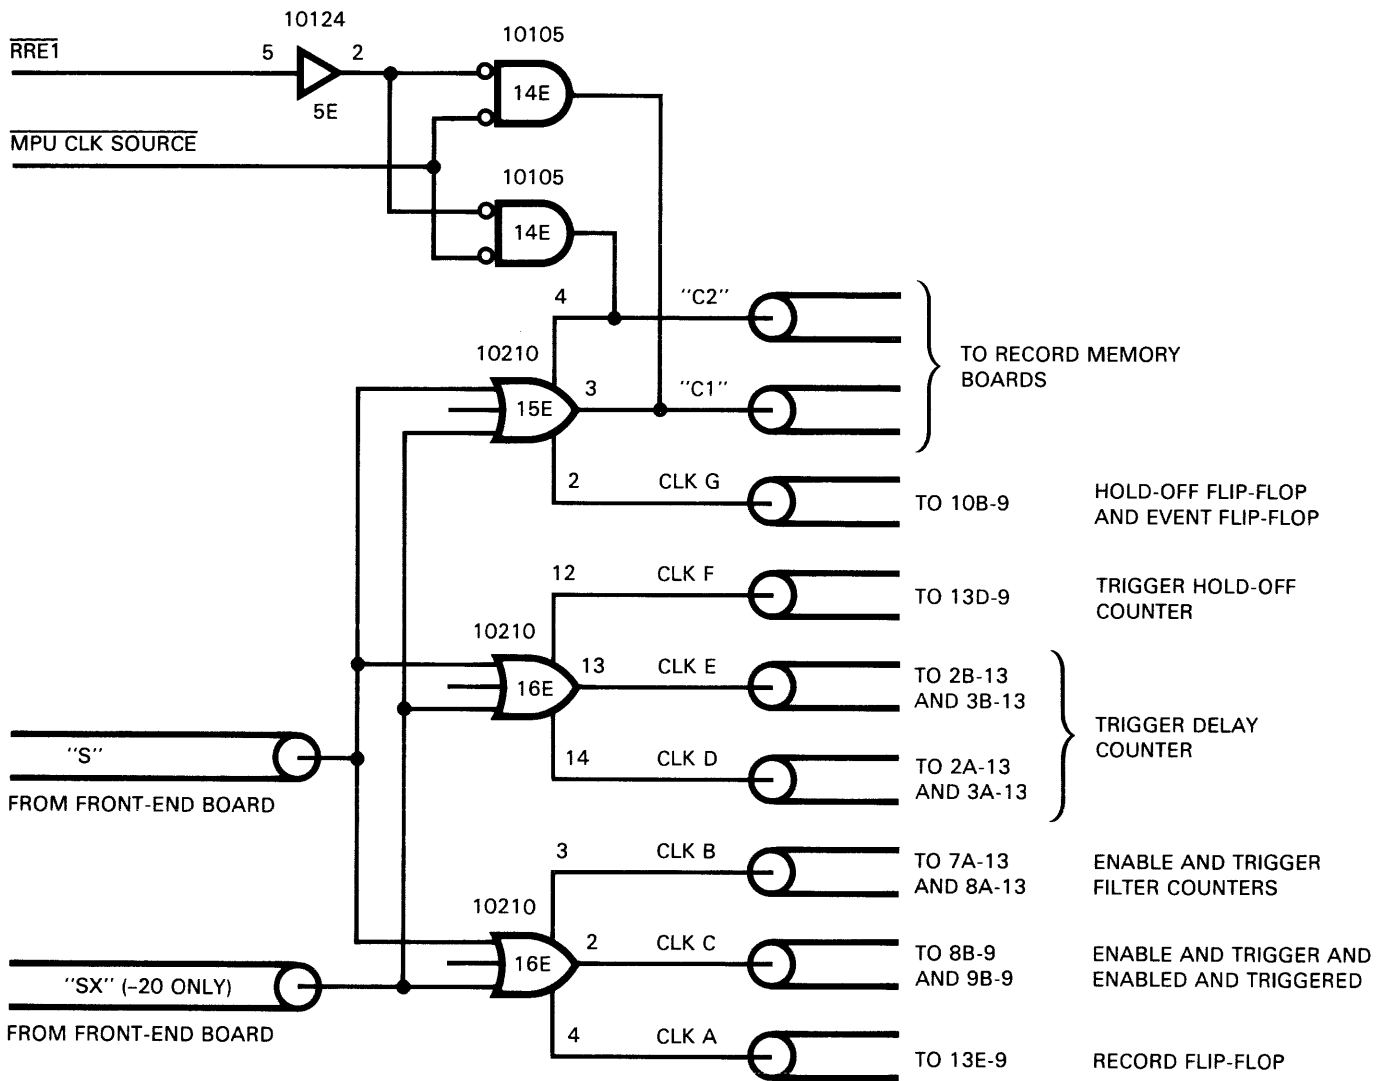 10124
10105
RRE1
5
2
14E
5E
MPU CLK SOURCE
10105
14E
4
"C2"
10210
TO RECORD MEMORY
BOARDS
3
"C1"
15E
2
CLK G
TO 10B-9
HOLD-OFF FLIP-FLOP
AND EVENT FLIP-FLOP
12
CLK F
TO 13D-9
TRIGGER HOLD-OFF
COUNTER
10210
13
CLK E
16E
TO 2B-13
AND 3B-13
TRIGGER DELAY
COUNTER
"S"
14
CLK D
TO 2A-13
AND 3A-13
FROM FRONT-END BOARD
3
CLK B
TO 7A-13
AND 8A-13
ENABLE AND TRIGGER
FILTER COUNTERS
10210
2
CLK C
16E
TO 8B-9
AND 9B-9
ENABLE AND TRIGGER AND
ENABLED AND TRIGGERED
"SX" (-20 ONLY)
FROM FRONT-END BOARD
4
CLK A
TO 13E-9
RECORD FLIP-FLOP